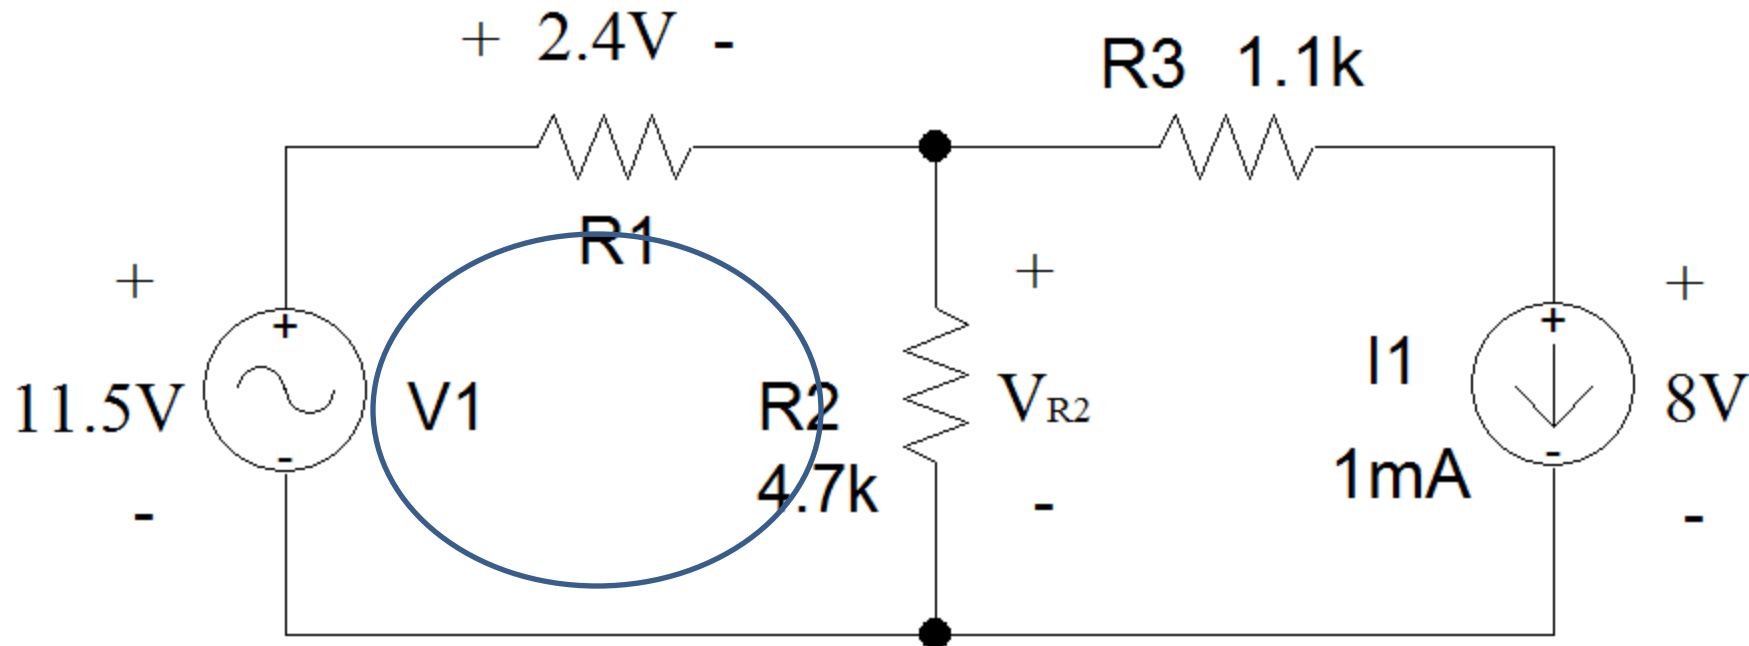 + 2.4V -
R3 1.1k
R1
+
+
-
11.5V
V1
R2
4.7k
+
VR2
-
I1
1mA
+
-
+
8V
-
-